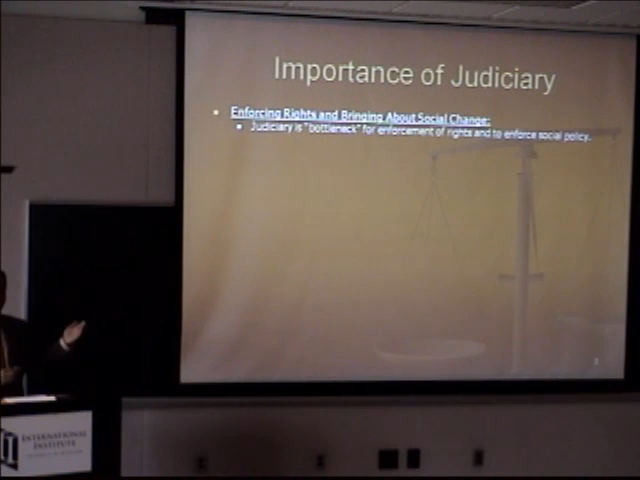 Importance of Judiciary
Enforcing Rights and Bringing About Social Change:
Judiciary is "bottleneck" for enforcement of rights and to enforce social policy.
INTERNATIONAL
INSTITUTE